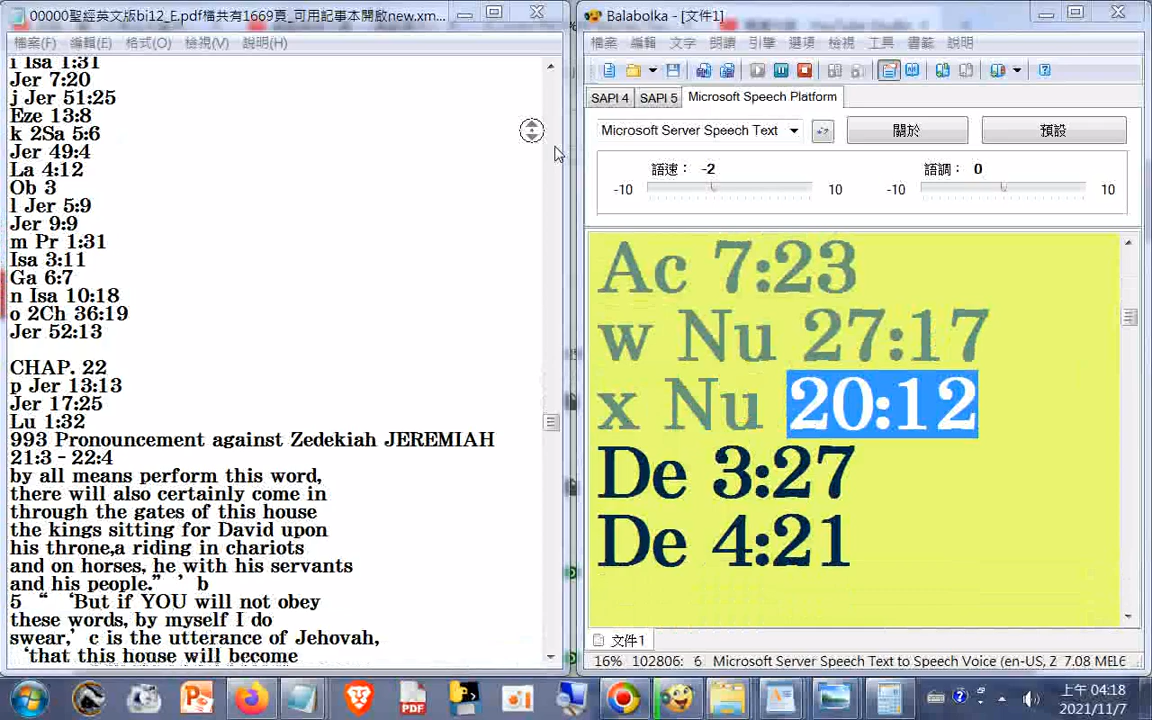 00000聖經英文版bi12_E.pdf檔共有1669頁_可用記事本開啟new.xm...
檔案(F) 編輯(E) 格式(O) 檢視(V) 說明(H)
i Isa 1:31
Jer 7:20
j Jer 51:25
Eze 13:8
k 2Sa 5:6
Jer 49:4
La 4:12
Ob 3
l Jer 5:9
Jer 9:9
m Pr 1:31
Isa 3:11
Ga 6:7
n Isa 10:18
o 2Ch 36:19
Jer 52:13
CHAP. 22
p Jer 13:13
Jer 17:25
Lu 1:32
993 Pronouncement against Zedekiah JEREMIAH
21:3 – 22:4
by all means perform this word,
there will also certainly come in
through the gates of this house
the kings sitting for David upon
his throne,a riding in chariots
and on horses, he with his servants
and his people.” ’ b
5 “ ‘But if YOU will not obey
these words, by myself I do
swear,’ c is the utterance of Jehovah,
‘that this house will become
Balabolka - [文件1]
檔案 編輯 文字 朗讀 引擎 選項 檢視 工具 書籤 說明
SAPI 4 SAPI 5 Microsoft Speech Platform
Microsoft Server Speech Text 關於 預設
語速： -2 語調： 0
-10 10 -10 10
Ac 7:23
w Nu 27:17
x Nu 20:12
De 3:27
De 4:21
文件1
16% 102806: 6 Microsoft Server Speech Text to Speech Voice (en-US, Z 7.08 MЕ16
PDF
上午 04:18
2021/11/7